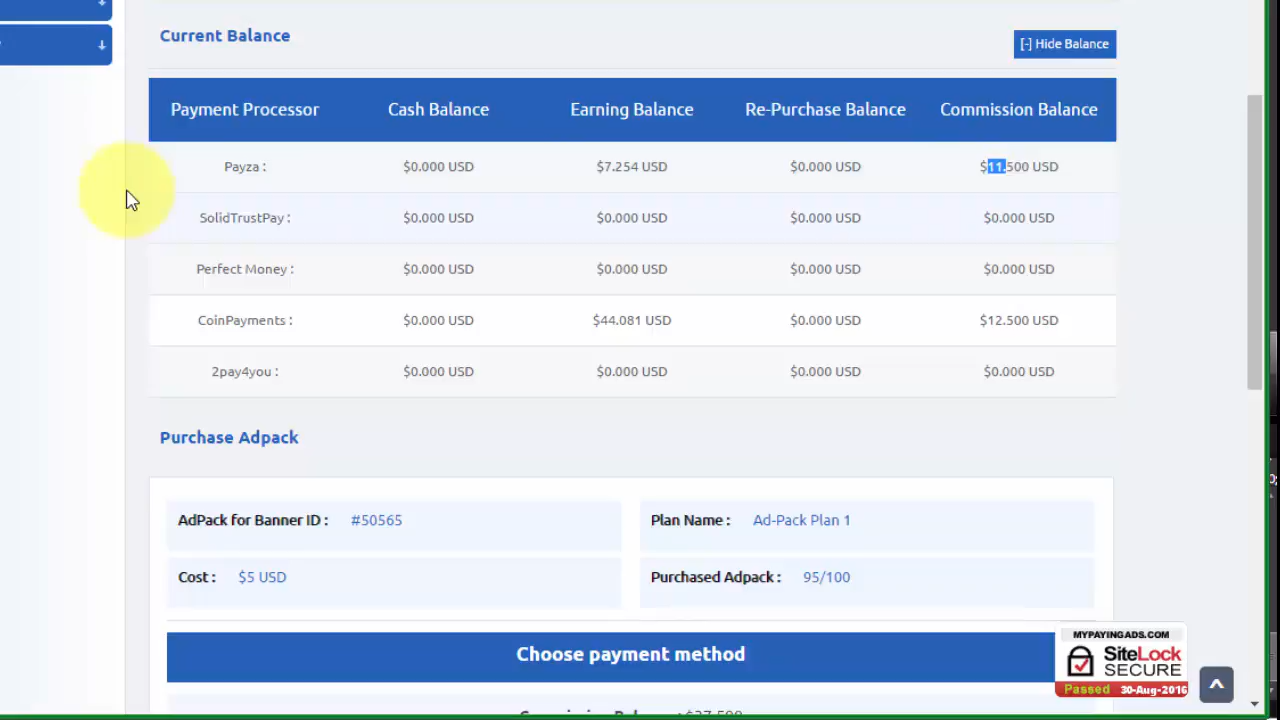 Current Balance
[-] Hide Balance
Payment Processor Cash Balance Earning Balance Re-Purchase Balance Commission Balance
Payza : $0.000 USD $7.254 USD $0.000 USD $11.500 USD
SolidTrustPay : $0.000 USD $0.000 USD $0.000 USD $0.000 USD
Perfect Money : $0.000 USD $0.000 USD $0.000 USD $0.000 USD
CoinPayments : $0.000 USD $44.081 USD $0.000 USD $12.500 USD
2pay4you : $0.000 USD $0.000 USD $0.000 USD $0.000 USD
Purchase Adpack
AdPack for Banner ID : #50565 Plan Name : Ad-Pack Plan 1
Cost : $5 USD Purchased Adpack : 95/100
Choose payment method
MYPAYINGADS.COM
SiteLock
SECURE
Passed 30-Aug-2016